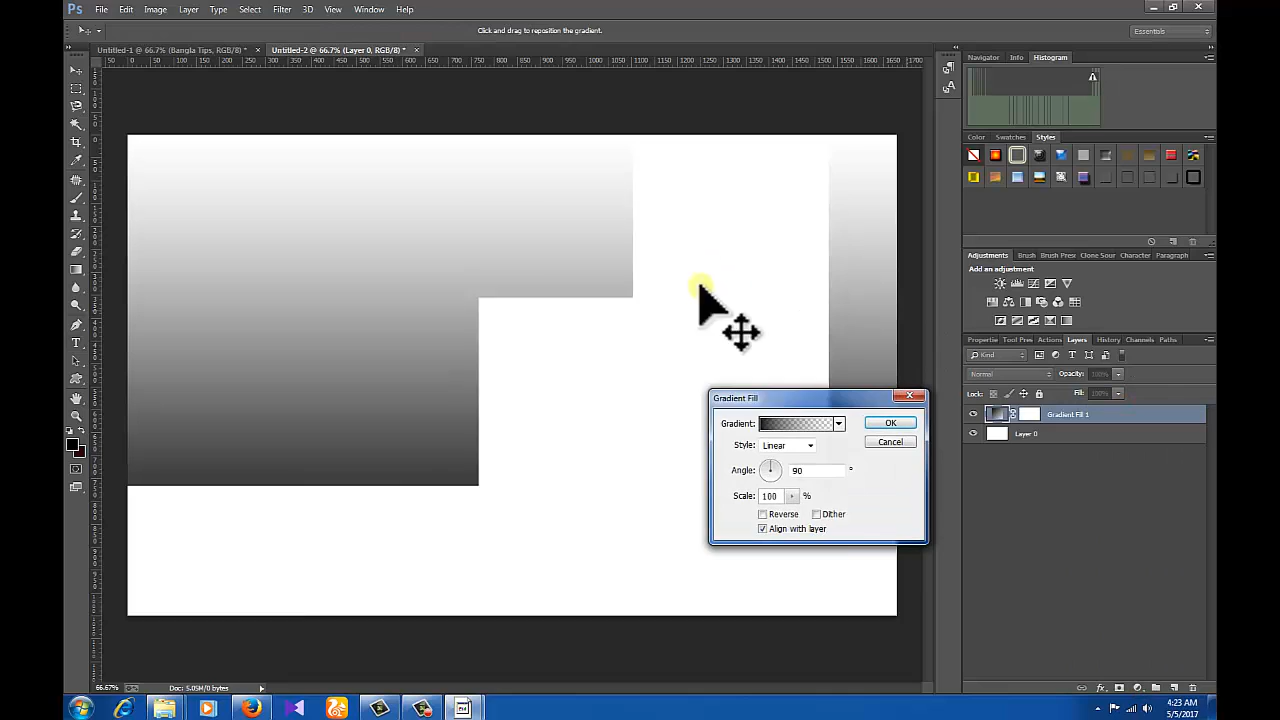 Ps File Edit Image Layer Type Select Filter 3D View Window Help
Click and drag to reposition the gradient.
Essentials
Untitled-1 @ 66.7% (Bangla Tips, RGB/8) * × Untitled-2 @ 66.7% (Layer 0, RGB/8) * ×
Navigator Info Histogram
Color Swatches Styles
Adjustments Brush Brush Presr Clone Sour Character Paragraph
Add an adjustment
Propertie Tool Pres Actions Layers History Channels Paths
Kind
Normal Opacity: 100%
Lock: Fill: 100%
Gradient Fill 1
Layer 0
Gradient Fill
Gradient: OK
Style: Linear Cancel
Angle: 90 °
Scale: 100 %
Reverse Dither
Align with layer
66.67% Doc: 5.05M/0 bytes
4:23 AM
5/5/2017